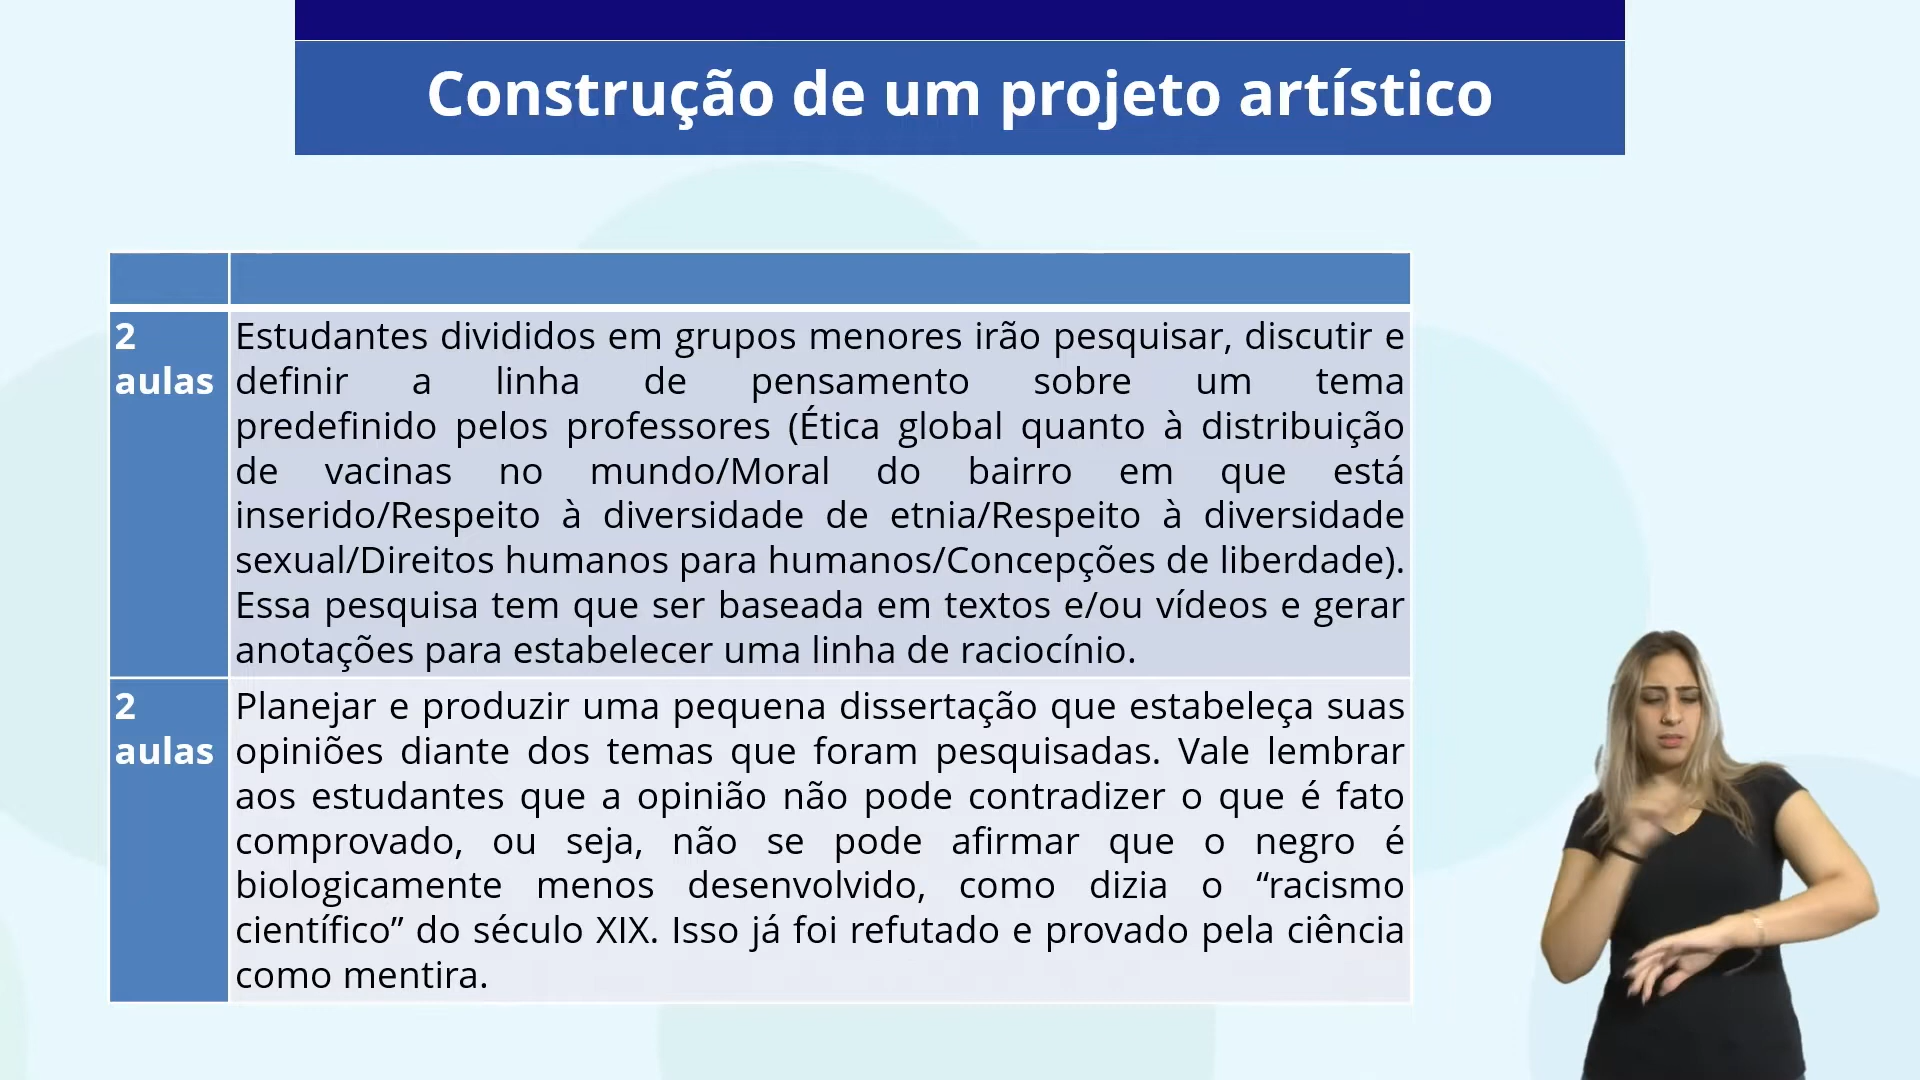 Construção de um projeto artístico
2
aulas
Estudantes divididos em grupos menores irão pesquisar, discutir e
definir a linha de pensamento sobre um tema
predefinido pelos professores (Ética global quanto à distribuição
de vacinas no mundo/Moral do bairro em que está
inserido/Respeito à diversidade de etnia/Respeito à diversidade
sexual/Direitos humanos para humanos/Concepções de liberdade).
Essa pesquisa tem que ser baseada em textos e/ou vídeos e gerar
anotações para estabelecer uma linha de raciocínio.
2
aulas
Planejar e produzir uma pequena dissertação que estabeleça suas
opiniões diante dos temas que foram pesquisadas. Vale lembrar
aos estudantes que a opinião não pode contradizer o que é fato
comprovado, ou seja, não se pode afirmar que o negro é
biologicamente menos desenvolvido, como dizia o “racismo
científico” do século XIX. Isso já foi refutado e provado pela ciência
como mentira.